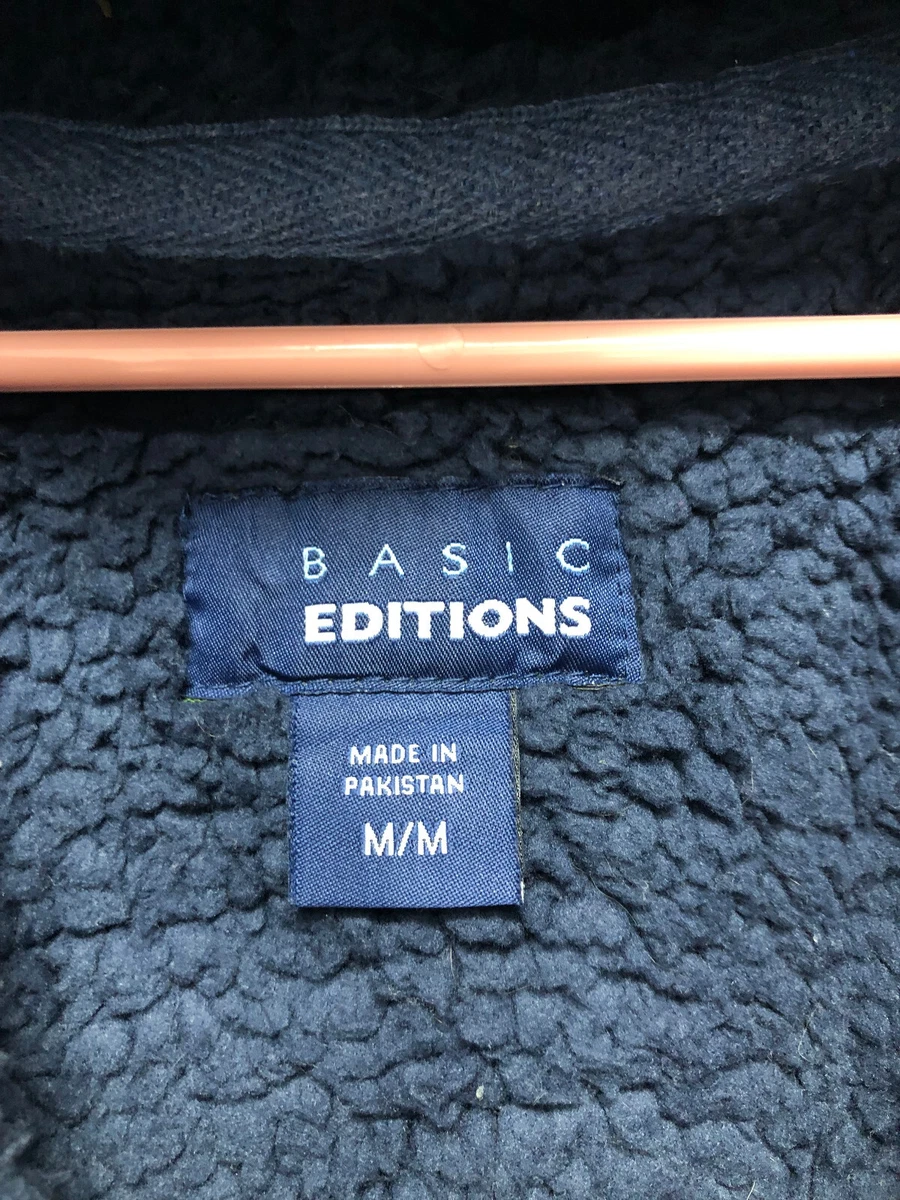 BASIC
EDITIONS
MADE IN
PAKISTAN
M/M